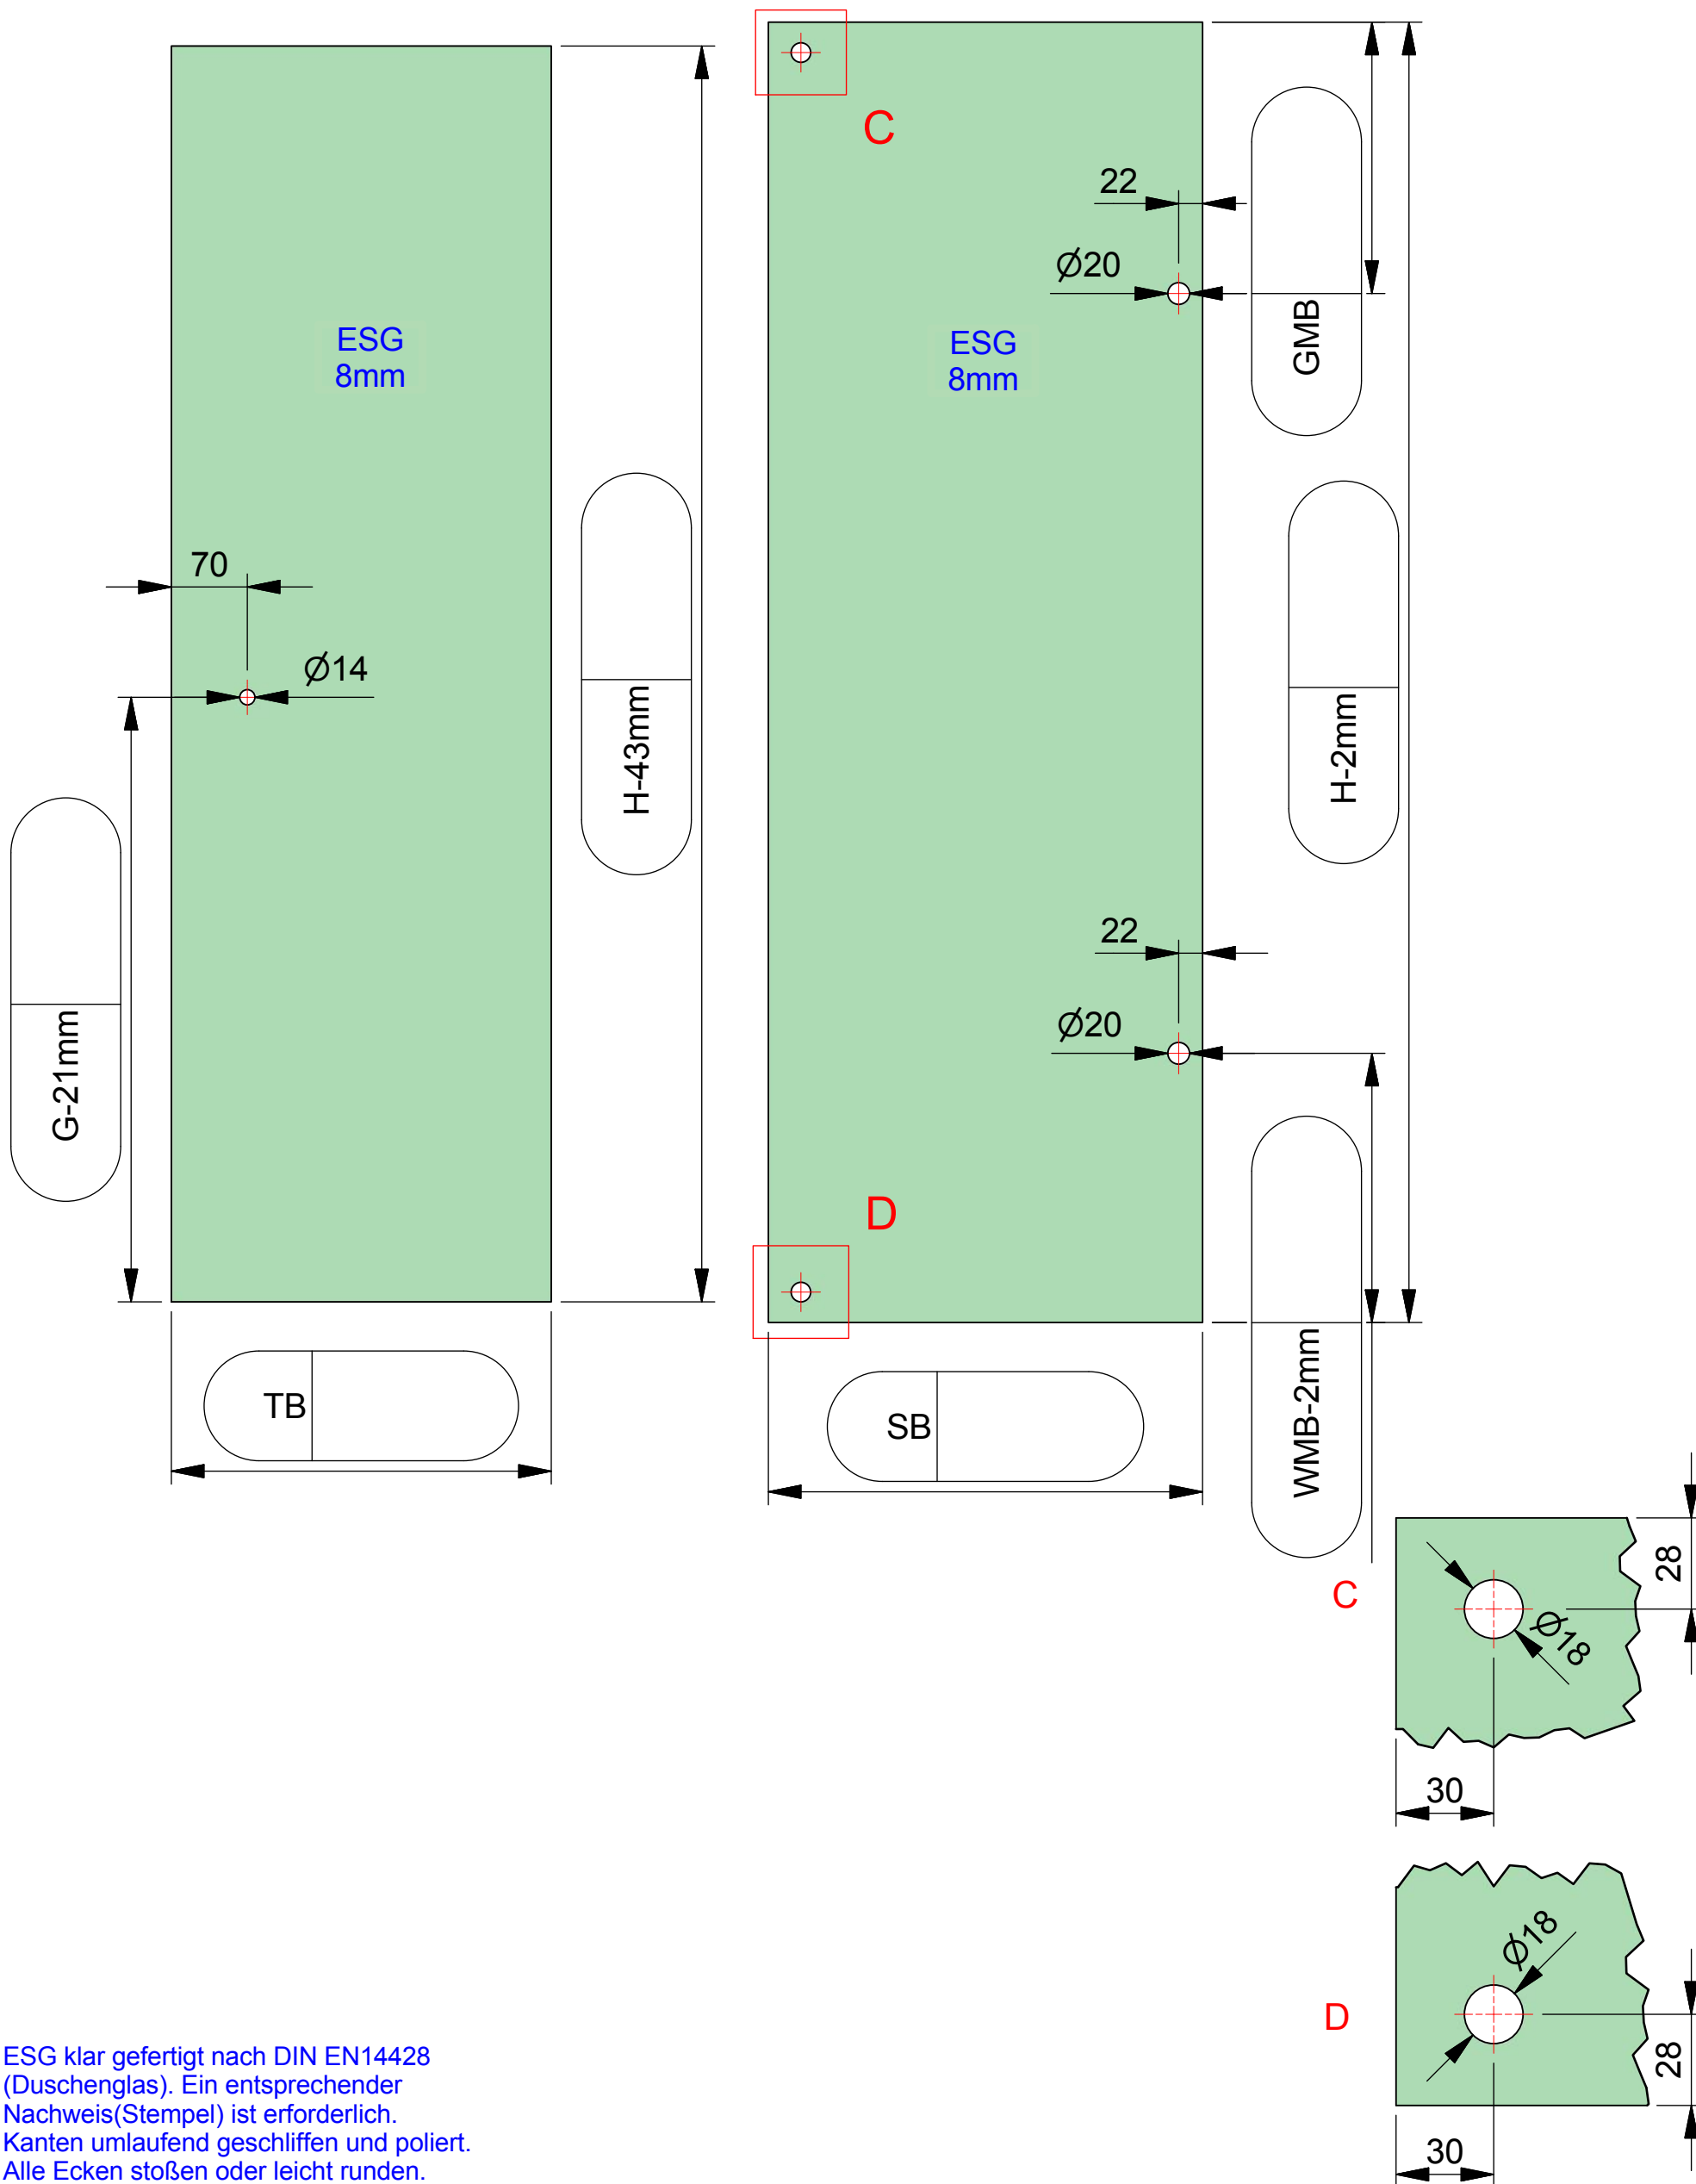 C
22
Ø20
GMB
ESG
8mm
ESG
8mm
70
Ø14
H-43mm
H-2mm
22
Ø20
G-21mm
D
TB
SB
WMB-2mm
C
28
Ø18
30
Ø18
D
28
30
ESG klar gefertigt nach DIN EN14428
(Duschenglas). Ein entsprechender
Nachweis(Stempel) ist erforderlich.
Kanten umlaufend geschliffen und poliert.
Alle Ecken stoßen oder leicht runden.